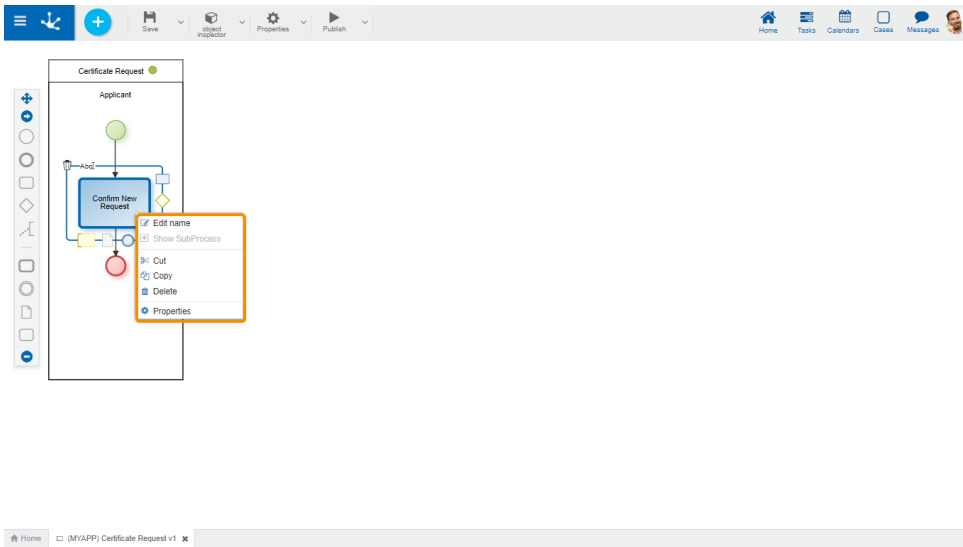 Save
object
inspector
Properties
Publish
Home
Tasks
Calendars
Cases
Messages
Certificate Request
Applicant
Abc
Confirm New
Request
Edit name
Show SubProcess
Cut
Copy
Delete
Properties
Home
(MYAPP) Certificate Request v1